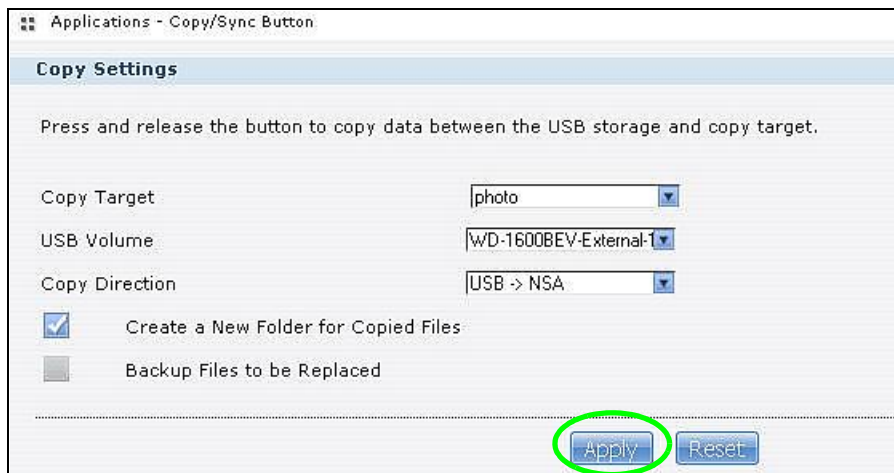 Applications - Copy/Sync Button
Copy Settings
Press and release the button to copy data between the USB storage and copy target.
Copy Target photo
USB Volume WD-1600BEV-External-1
Copy Direction USB -> NSA
Create a New Folder for Copied Files
Backup Files to be Replaced
Apply Reset